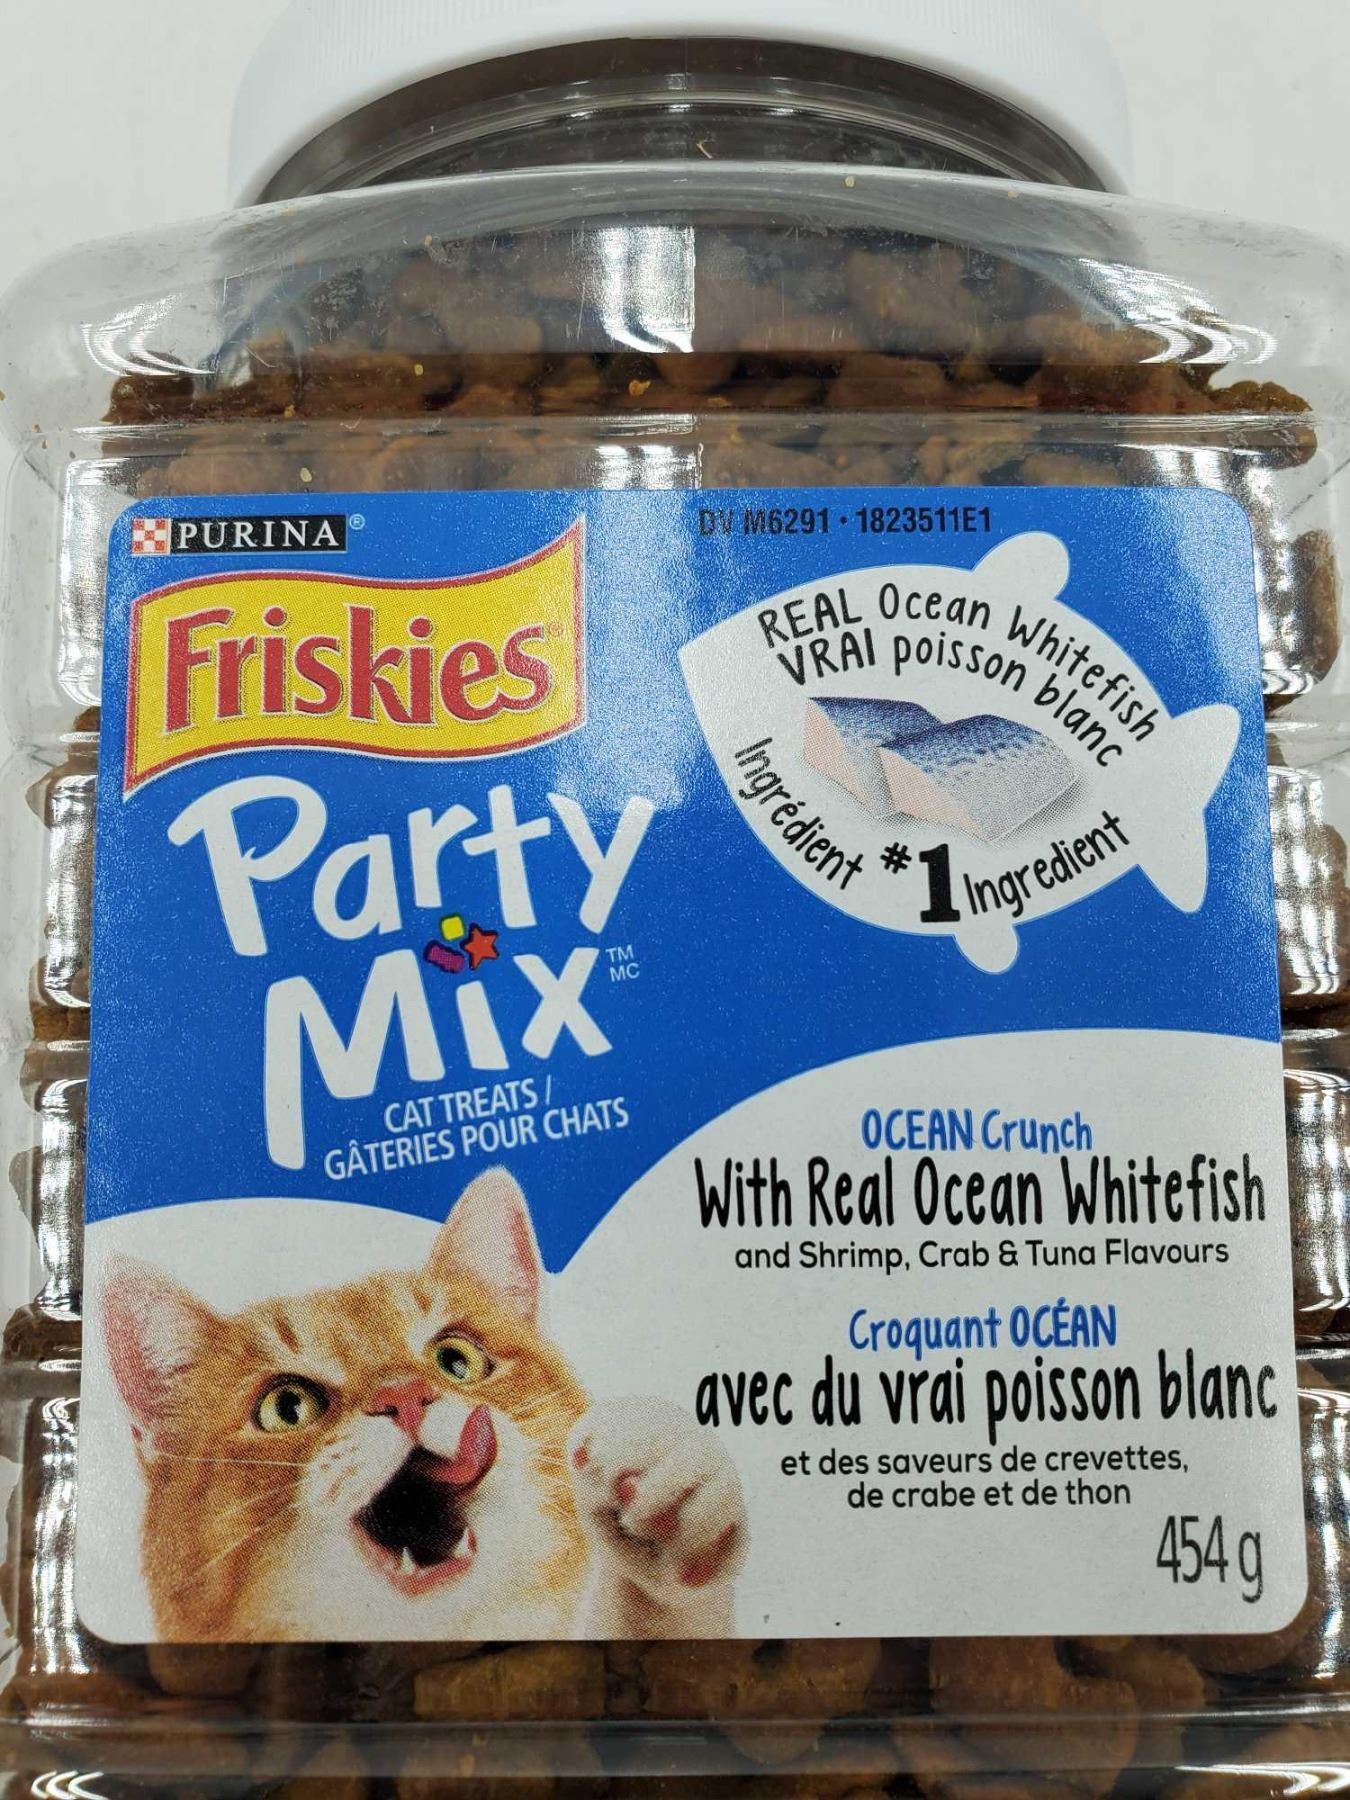 PURINA®
DV M6291 • 1823511E1
Friskies®
Party
Mix
TM
MC
CAT TREATS /
GÂTERIES POUR CHATS
REAL Ocean Whitefish
VRAI poisson blanc
Ingrédient #1 Ingredient
OCEAN Crunch
With Real Ocean Whitefish
and Shrimp, Crab & Tuna Flavours
Croquant OCÉAN
avec du vrai poisson blanc
et des saveurs de crevettes,
de crabe et de thon
454 g